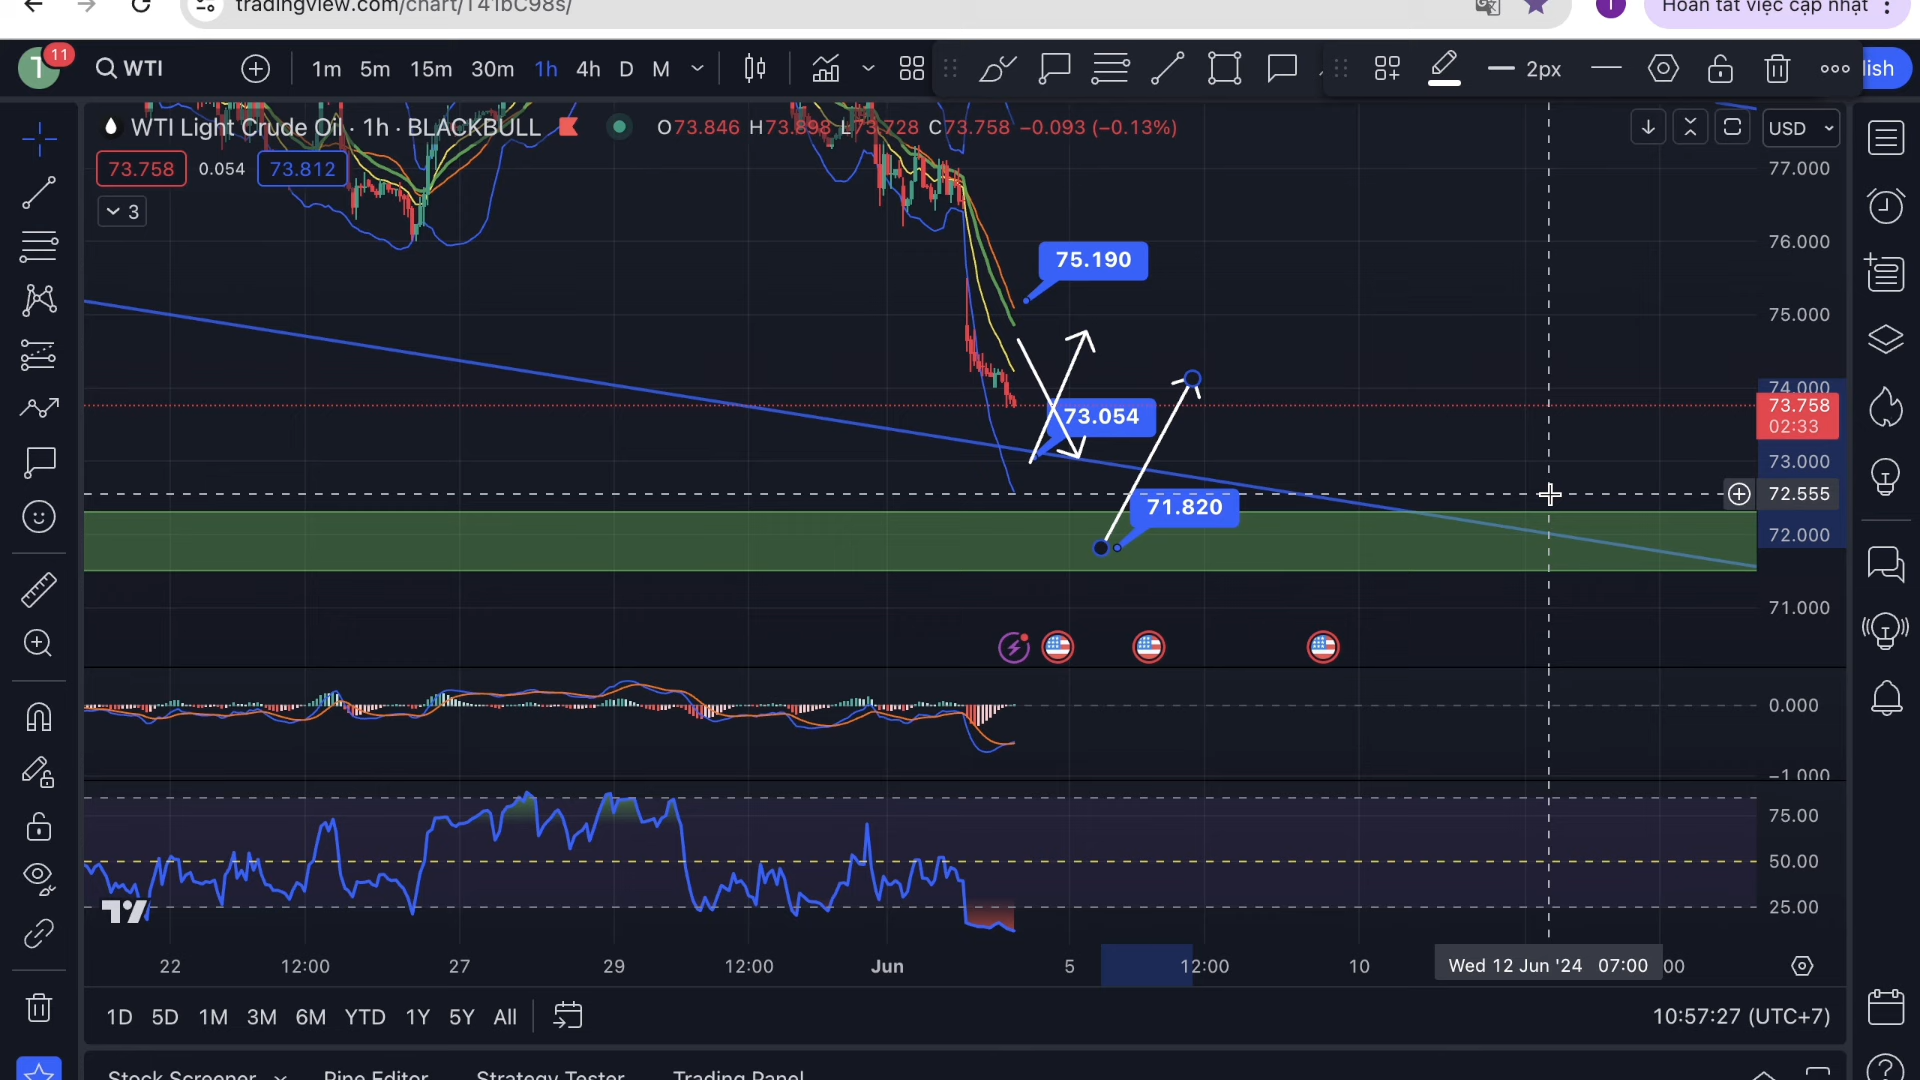 tradingview.com/chart/T41bC98s/
Hoàn tất việc cập nhật
11
T
WTI
1m 5m 15m 30m 1h 4h D M
2px
lish
WTI Light Crude Oil · 1h · BLACKBULL
O73.846 H73.898 L73.728 C73.758 −0.093 (−0.13%)
USD
73.758 0.054 73.812
3
77.000
76.000
75.000
74.000
73.758
02:33
73.000
72.555
72.000
71.000
75.190
73.054
71.820
0.000
−1.000
75.00
50.00
25.00
22 12:00 27 29 12:00 Jun 5 12:00 10 Wed 12 Jun '24 07:00 :00
1D 5D 1M 3M 6M YTD 1Y 5Y All
10:57:27 (UTC+7)
Stock Screener Pine Editor Strategy Tester Trading Panel